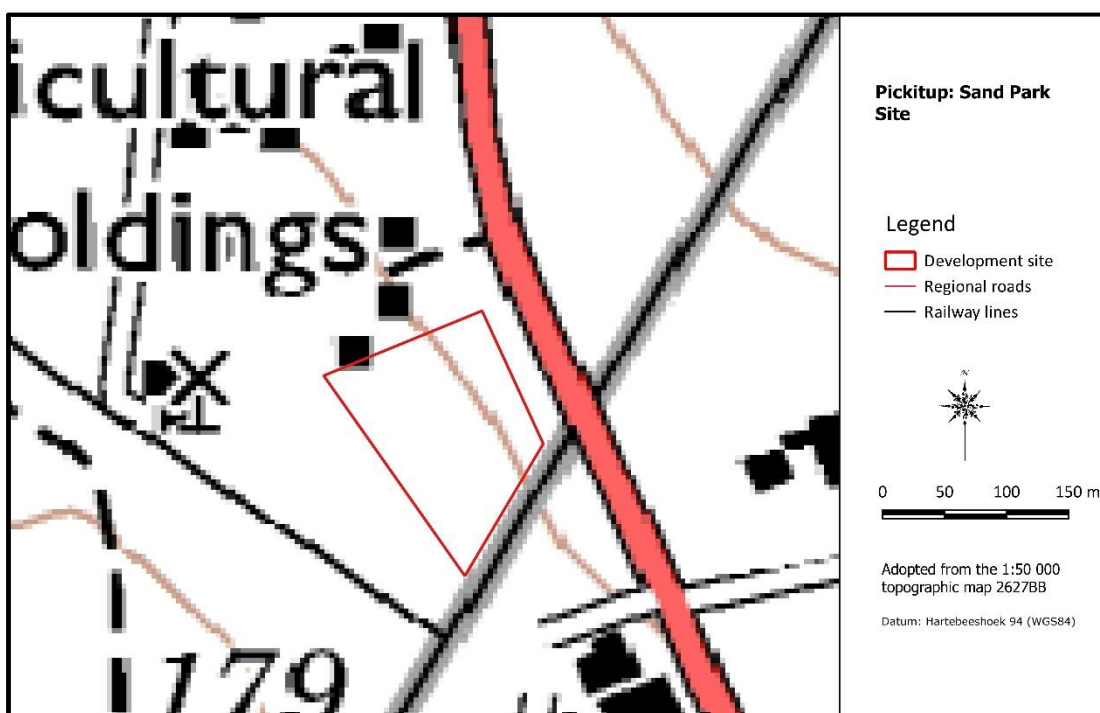 icultural
oldings
179
Pickitup: Sand Park
Site
Legend
Development site
Regional roads
Railway lines
N
0 50 100 150 m
Adopted from the 1:50 000
topographic map 2627BB
Datum: Hartebeeshoek 94 (WGS84)